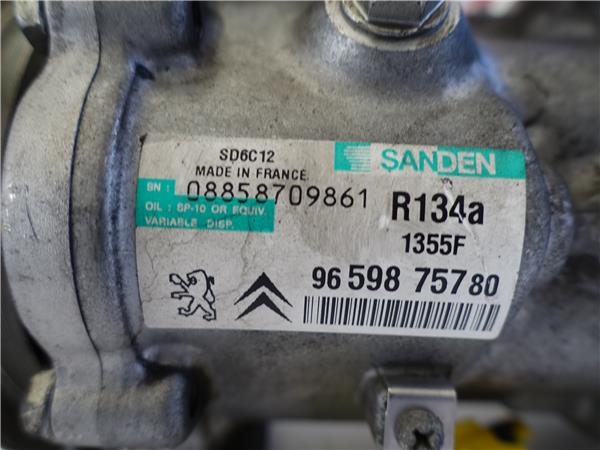 SD6C12
MADE IN FRANCE
SANDEN
SN : 08858709861
OIL : SP-10 OR EQUIV.
VARIABLE DISP.
R134a
1355F
96 598 757 80